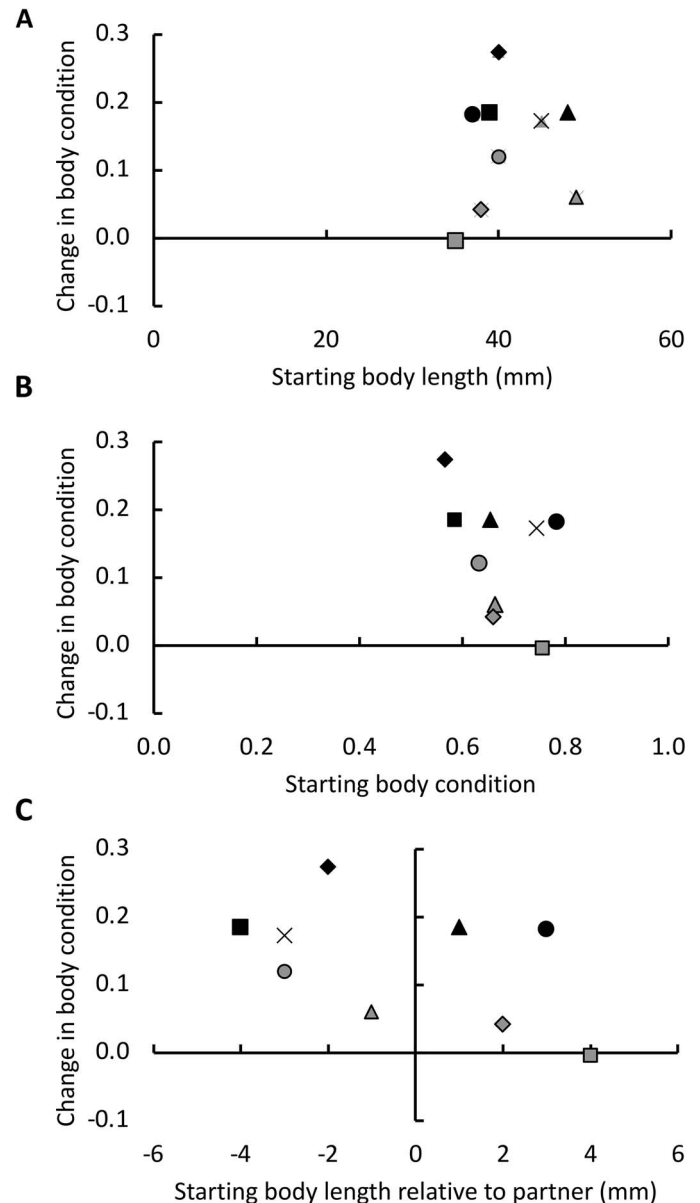 A
0.3
0.2
0.1
0.0
-0.1
Change in body condition
0 20 40 60
Starting body length (mm)
B
0.3
0.2
0.1
0.0
-0.1
Change in body condition
0.0 0.2 0.4 0.6 0.8 1.0
Starting body condition
C
0.3
0.2
0.1
0.0
-0.1
Change in body condition
-6 -4 -2 0 2 4 6
Starting body length relative to partner (mm)